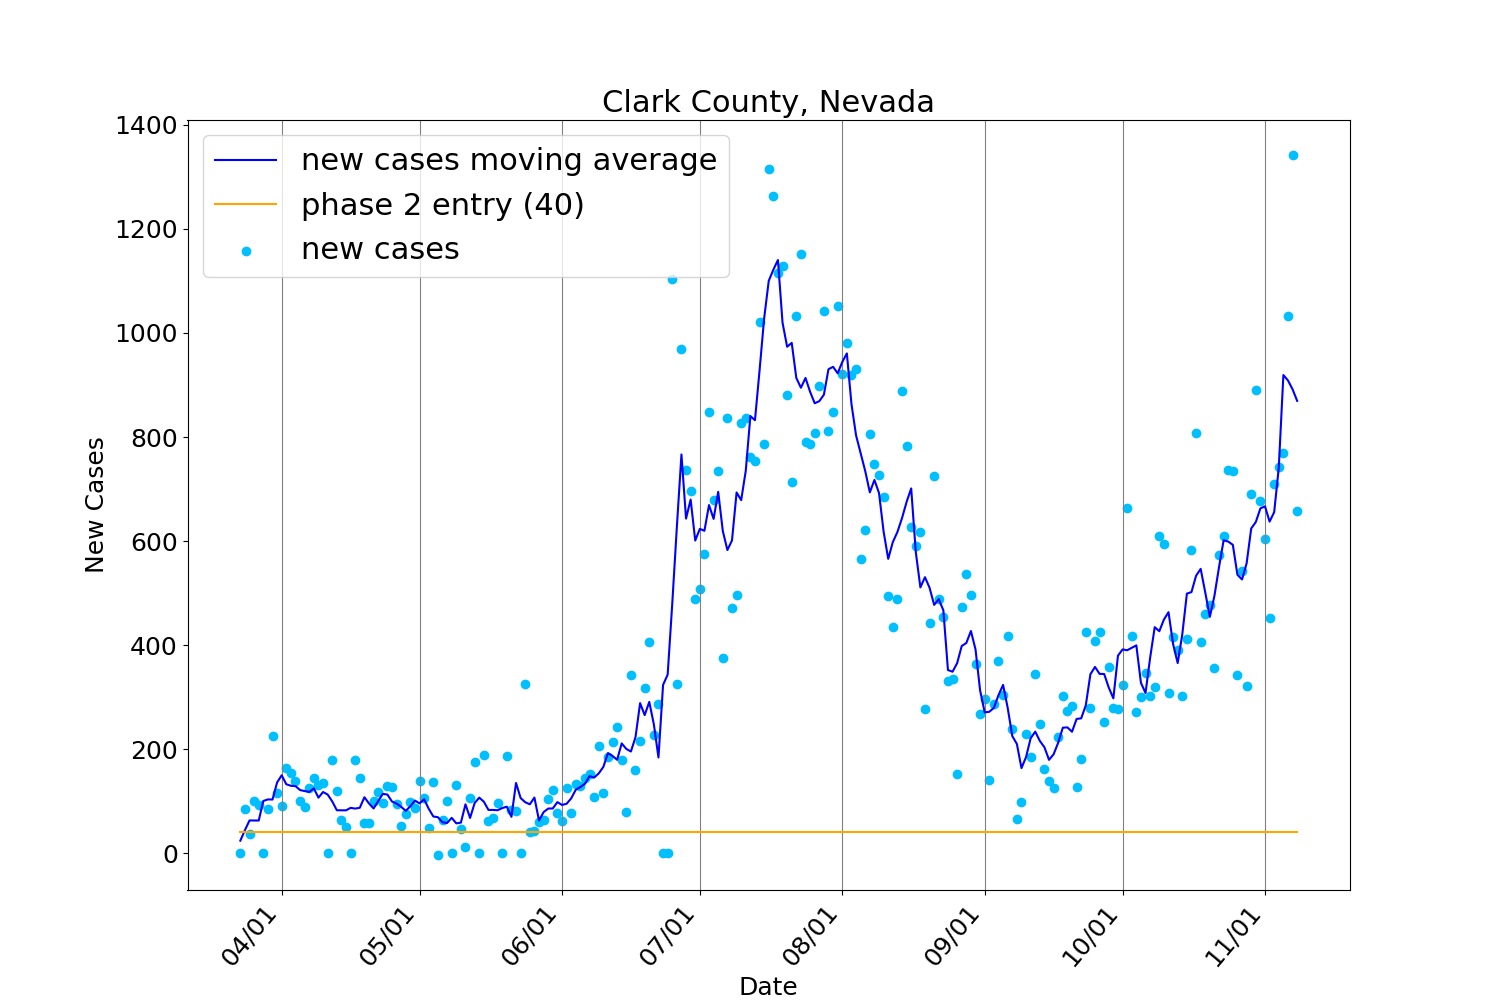 Clark County, Nevada
new cases moving average
phase 2 entry (40)
new cases
1400
1200
1000
800
600
400
200
0
New Cases
04/01
05/01
06/01
07/01
08/01
09/01
10/01
11/01
Date